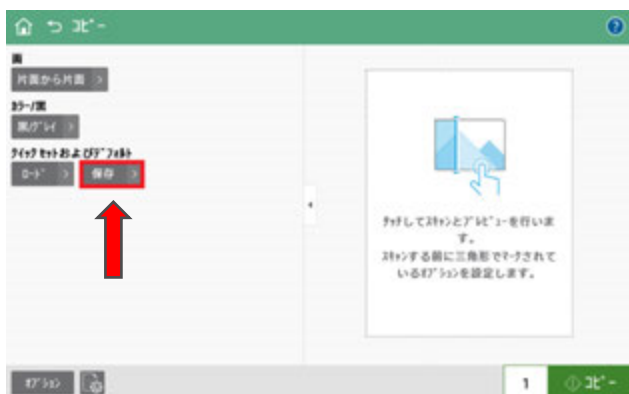 ｺﾋﾟｰ
面
片面から片面
ｶﾗｰ/黒
黒/ｸﾞﾚｲ
ｸｲｯｸ ｾｯﾄおよびﾃﾞﾌｫﾙﾄ
ﾛｰﾄﾞ 保存
ﾀｯﾁしてｽｷｬﾝとﾌﾟﾚﾋﾞｭｰを行いま
す。
ｽｷｬﾝする前に三角形でﾏｰｸされて
いるｵﾌﾟｼｮﾝを設定します。
ｵﾌﾟｼｮﾝ
1 ｺﾋﾟｰ